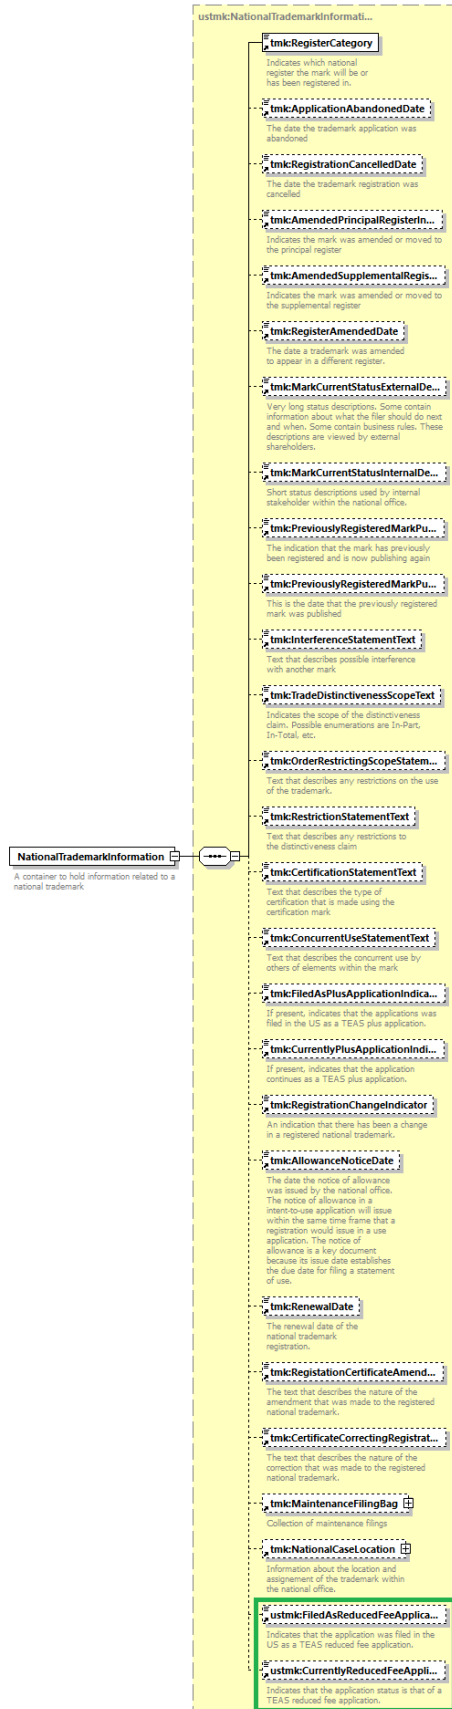 ustmk:NationalTrademarkInformati...
tmk:RegisterCategory
Indicates which national
register the mark will be or
has been registered in.
tmk:ApplicationAbandonedDate
The date the trademark application was
abandoned
tmk:RegistrationCancelledDate
The date the trademark registration was
cancelled
tmk:AmendedPrincipalRegisterIn...
Indicates the mark was amended or moved to
the principal register
tmk:AmendedSupplementalRegis...
Indicates the mark was amended or moved to
the supplemental register
tmk:RegisterAmendedDate
The date a trademark was amended
to appear in a different register.
tmk:MarkCurrentStatusExternalDe...
Very long status descriptions. Some contain
information about what the filer should do next
and when. Some contain business rules. These
descriptions are viewed by external
shareholders.
tmk:MarkCurrentStatusInternalDe...
Short status descriptions used by internal
stakeholder within the national office.
tmk:PreviouslyRegisteredMarkPu...
The indication that the mark has previously
been registered and is now publishing again
tmk:PreviouslyRegisteredMarkPu...
This is the date that the previously registered
mark was published
tmk:InterferenceStatementText
Text that describes possible interference
with another mark
tmk:TradeDistinctivenessScopeText
Indicates the scope of the distinctiveness
claim. Possible enumerations are In-Part,
In-Total, etc.
tmk:OrderRestrictingScopeStatem...
Text that describes any restrictions on the use
of the trademark.
tmk:RestrictionStatementText
Text that describes any restrictions to
the distinctiveness claim
NationalTrademarkInformation
A container to hold information related to a
national trademark
tmk:CertificationStatementText
Text that describes the type of
certification that is made using the
certification mark
tmk:ConcurrentUseStatementText
Text that describes the concurrent use by
others of elements within the mark
tmk:FiledAsPlusApplicationIndica...
If present, indicates that the applications was
filed in the US as a TEAS plus application.
tmk:CurrentlyPlusApplicationIndi...
If present, indicates that the application
continues as a TEAS plus application.
tmk:RegistrationChangeIndicator
An indication that there has been a change
in a registered national trademark.
tmk:AllowanceNoticeDate
The date the notice of allowance
was issued by the national office.
The notice of allowance in a
intent-to-use application will issue
within the same time frame that a
registration would issue in a use
application. The notice of
allowance is a key document
because its issue date establishes
the due date for filing a statement
of use.
tmk:RenewalDate
The renewal date of the
national trademark
registration.
tmk:RegistationCertificateAmend...
The text that describes the nature of the
amendment that was made to the registered
national trademark.
tmk:CertificateCorrectingRegistrat...
The text that describes the nature of the
correction that was made to the registered
national trademark.
tmk:MaintenanceFilingBag
Collection of maintenance filings
tmk:NationalCaseLocation
Information about the location and
assignement of the trademark within
the national office.
ustmk:FiledAsReducedFeeApplica...
Indicates that the application was filed in the
US as a TEAS reduced fee application.
ustmk:CurrentlyReducedFeeAppli...
Indicates that the application status is that of a
TEAS reduced fee application.